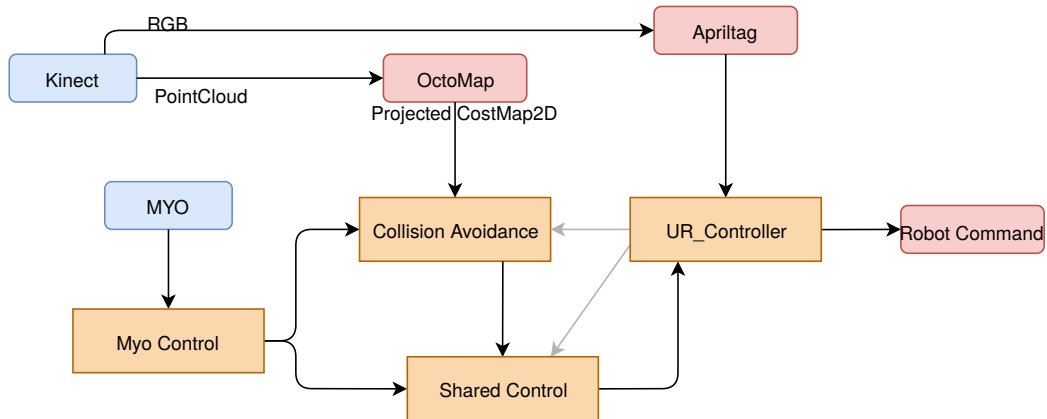 RGB
Apriltag
Kinect
OctoMap
PointCloud
Projected CostMap2D
MYO
Collision Avoidance
UR_Controller
Robot Command
Myo Control
Shared Control